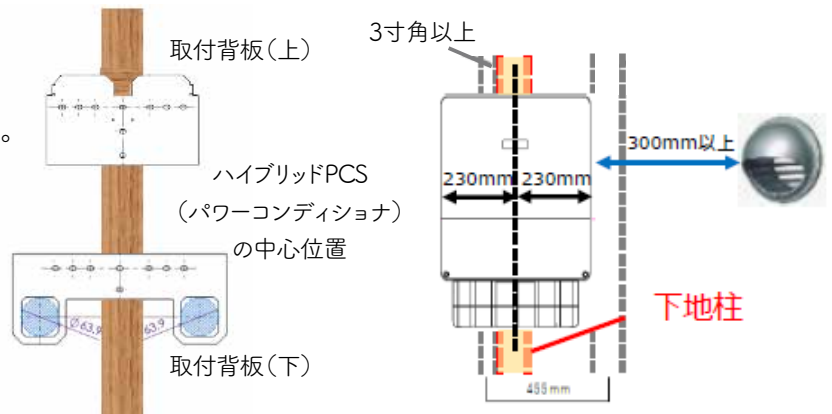 取付背板（上）
。
ハイブリッドPCS
（パワーコンディショナ）
の中心位置
Ø63,9
63,9
取付背板（下）
3寸角以上
300mm以上
230mm 230mm
下地柱
455mm